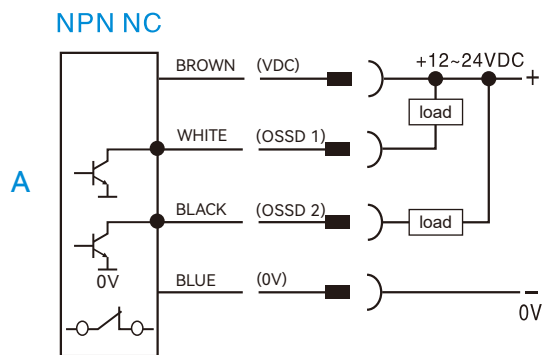 NPN NC
A
BROWN (VDC) +12~24VDC +
load
WHITE (OSSD 1)
BLACK (OSSD 2) load
0V
BLUE (0V) −
0V